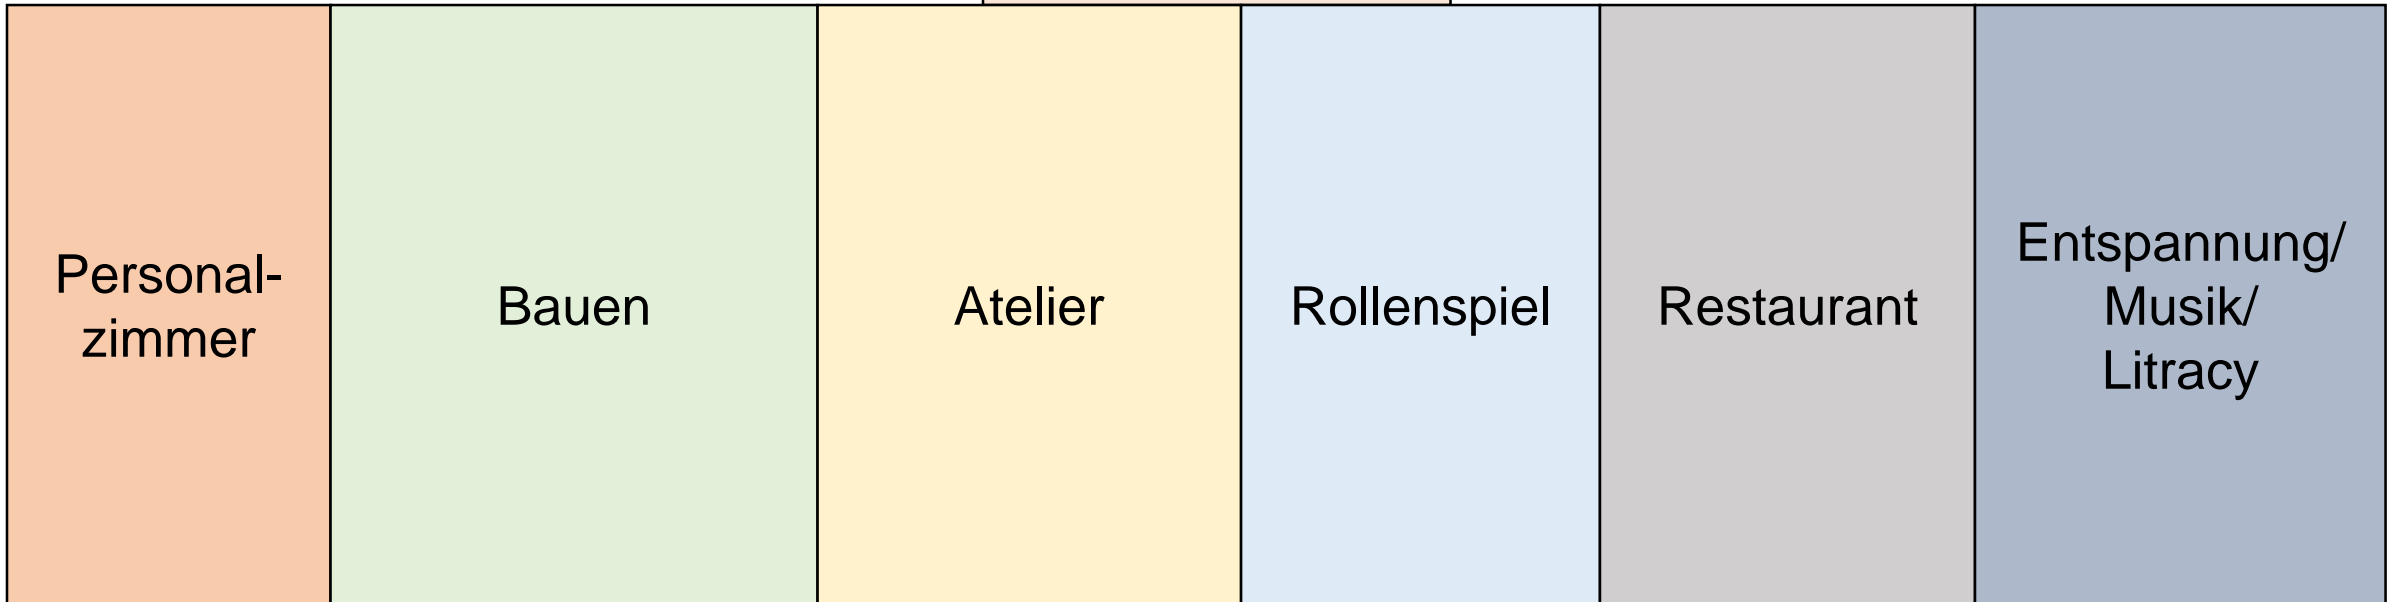 Personal-
zimmer
Bauen
Atelier
Rollenspiel
Restaurant
Entspannung/
Musik/
Litracy